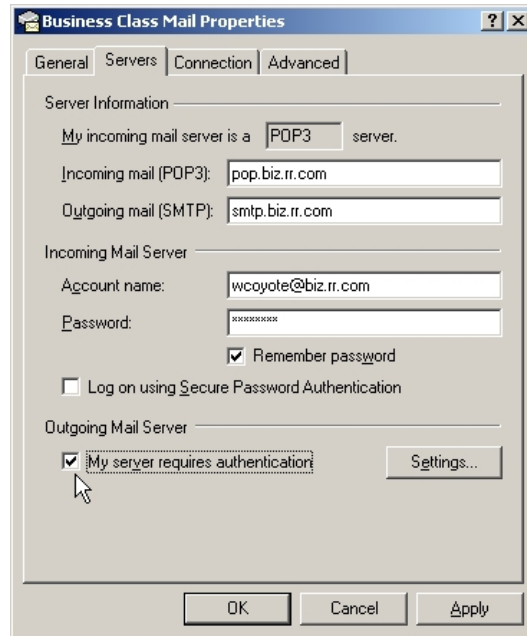 Business Class Mail Properties
? X
General Servers Connection Advanced
Server Information
My incoming mail server is a POP3 server.
Incoming mail (POP3): pop.biz.rr.com
Outgoing mail (SMTP): smtp.biz.rr.com
Incoming Mail Server
Account name: wcoyote@biz.rr.com
Password: ********
Remember password
Log on using Secure Password Authentication
Outgoing Mail Server
My server requires authentication Settings...
OK Cancel Apply